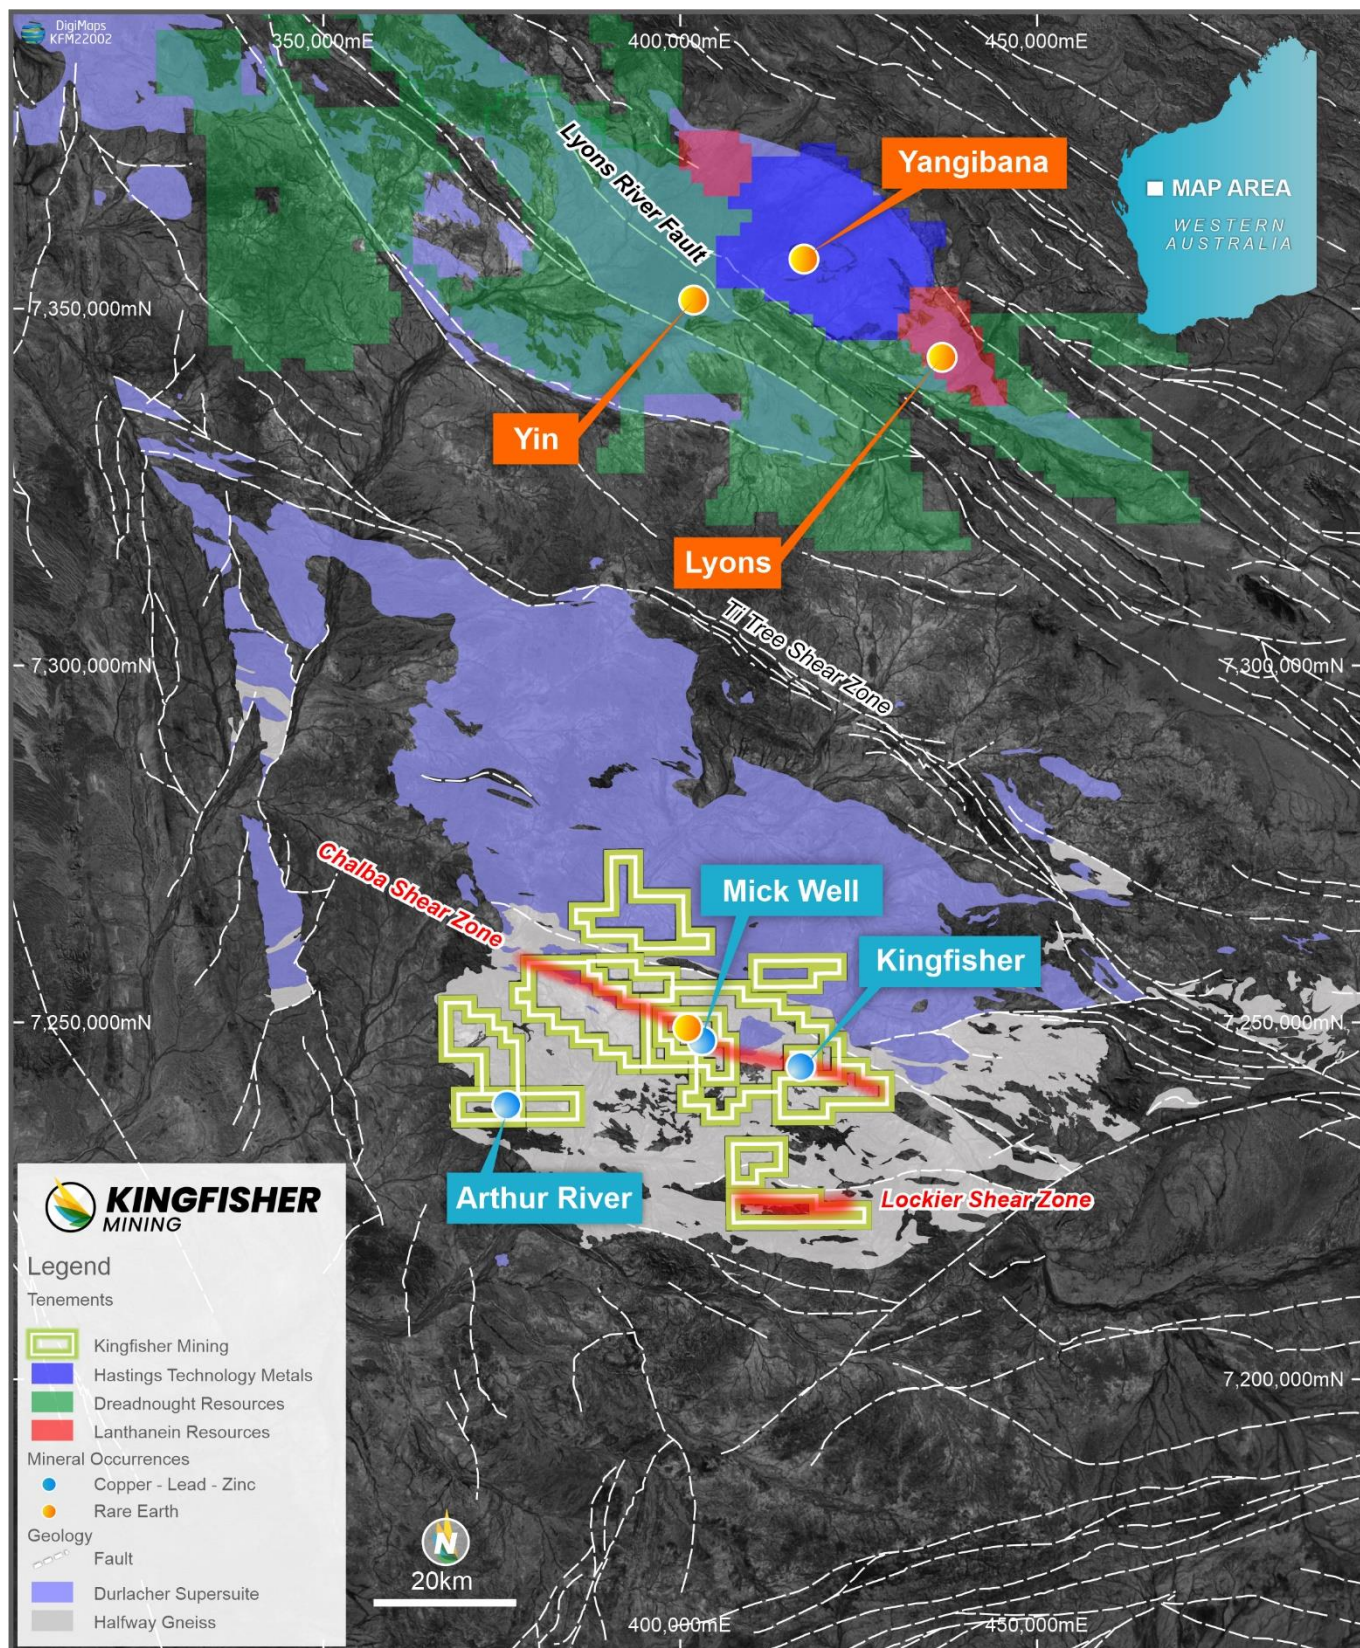 DigiMaps
KFM22002
350,000mE
400,000mE
450,000mE
Lyons River Fault
Yangibana
MAP AREA
WESTERN
AUSTRALIA
7,350,000mN
Yin
Lyons
Ti Tree Shear Zone
7,300,000mN
7,300,000mN
Chalba Shear Zone
Mick Well
Kingfisher
7,250,000mN
7,250,000mN
Arthur River
Lockier Shear Zone
KINGFISHER
MINING
Legend
Tenements
Kingfisher Mining
Hastings Technology Metals
Dreadnought Resources
Lanthanein Resources
Mineral Occurrences
Copper - Lead - Zinc
Rare Earth
Geology
Fault
Durlacher Supersuite
Halfway Gneiss
7,200,000mN
N
20km
400,000mE
450,000mE